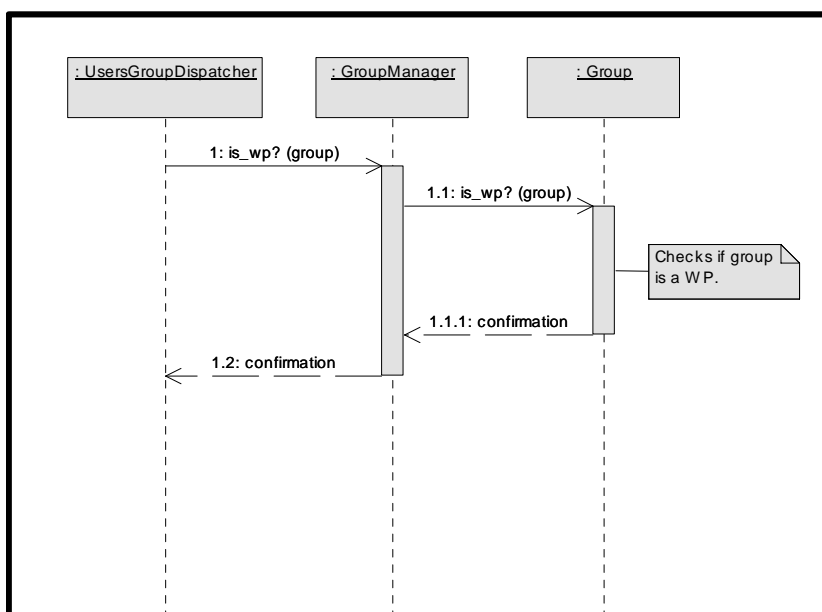 : UsersGroupDispatcher
: GroupManager
: Group
1: is_wp? (group)
1.1: is_wp? (group)
Checks if group
is a WP.
1.1.1: confirmation
1.2: confirmation